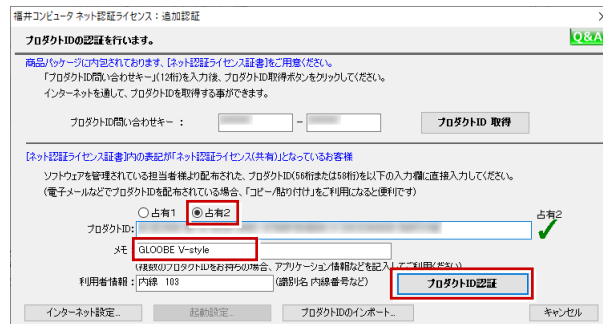 福井コンピュータ ネット認証ライセンス：追加認証
プロダクトIDの認証を行います。
Q&A
商品パッケージに内包されております、[ネット認証ライセンス証書]をご用意ください。
「プロダクトID問い合わせキー」(12桁)を入力後、プロダクトID取得ボタンをクリックしてください。
インターネットを通して、プロダクトIDを取得する事ができます。
プロダクトID問い合わせキー ： － プロダクトID 取得
[ネット認証ライセンス証書]内の表記が「ネット認証ライセンス(共有)」となっているお客様
ソフトウェアを管理されている担当者様より配布された、プロダクトID(56桁または58桁)を以下の入力欄に直接入力してください。
(電子メールなどでプロダクトIDを配布されている場合、「コピー/貼り付け」をご利用になると便利です)
占有1 占有2 占有2
プロダクトID:
メモ GLOOBE V-style
(複数のプロダクトIDをお持ちの場合、アプリケーション情報などを記入してご利用ください)
利用者情報： 内線 103 (識別名 内線番号など) プロダクトID認証
インターネット設定... 起動設定... プロダクトIDのインポート... キャンセル